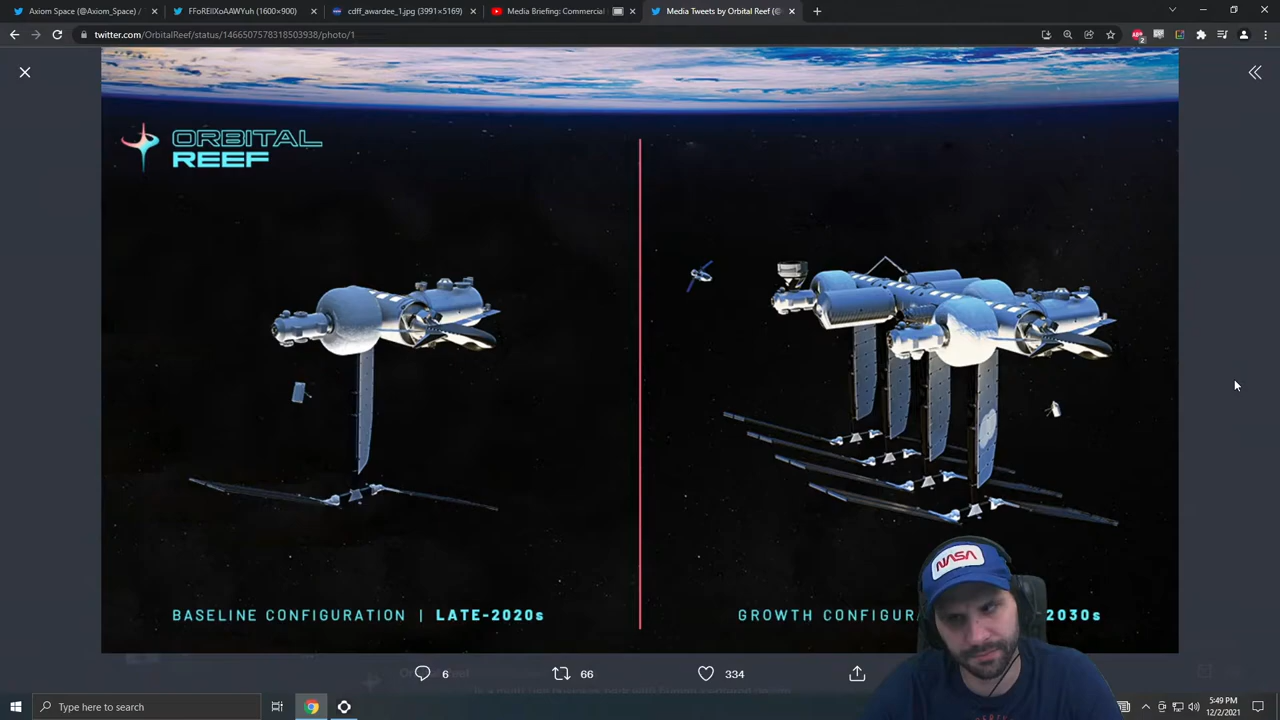 Axiom Space (@Axiom_Space) /
FFoREIIXoAAWYuh (1600×900)
cdff_awardee_1.jpg (3991×5169)
Media Briefing: Commercial
Media Tweets by Orbital Reef (@
twitter.com/OrbitalReef/status/1466507578318503938/photo/1
2
ORBITAL
REEF
NASA
BASELINE CONFIGURATION | LATE-2020s
GROWTH 2030s
6
66
334
Type here to search
5:49 PM
12/2/2021